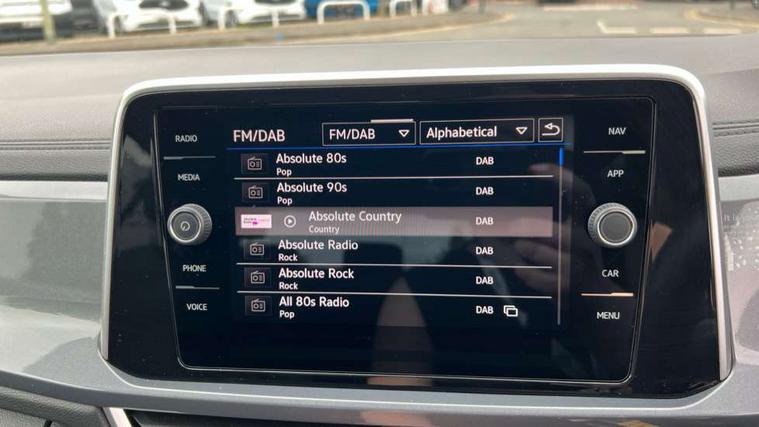 RADIO
MEDIA
PHONE
VOICE
FM/DAB
FM/DAB
Alphabetical
Absolute 80s
Pop
DAB
Absolute 90s
Pop
DAB
Absolute Country
Country
DAB
Absolute Radio
Rock
DAB
Absolute Rock
Rock
DAB
All 80s Radio
Pop
DAB
NAV
APP
CAR
MENU